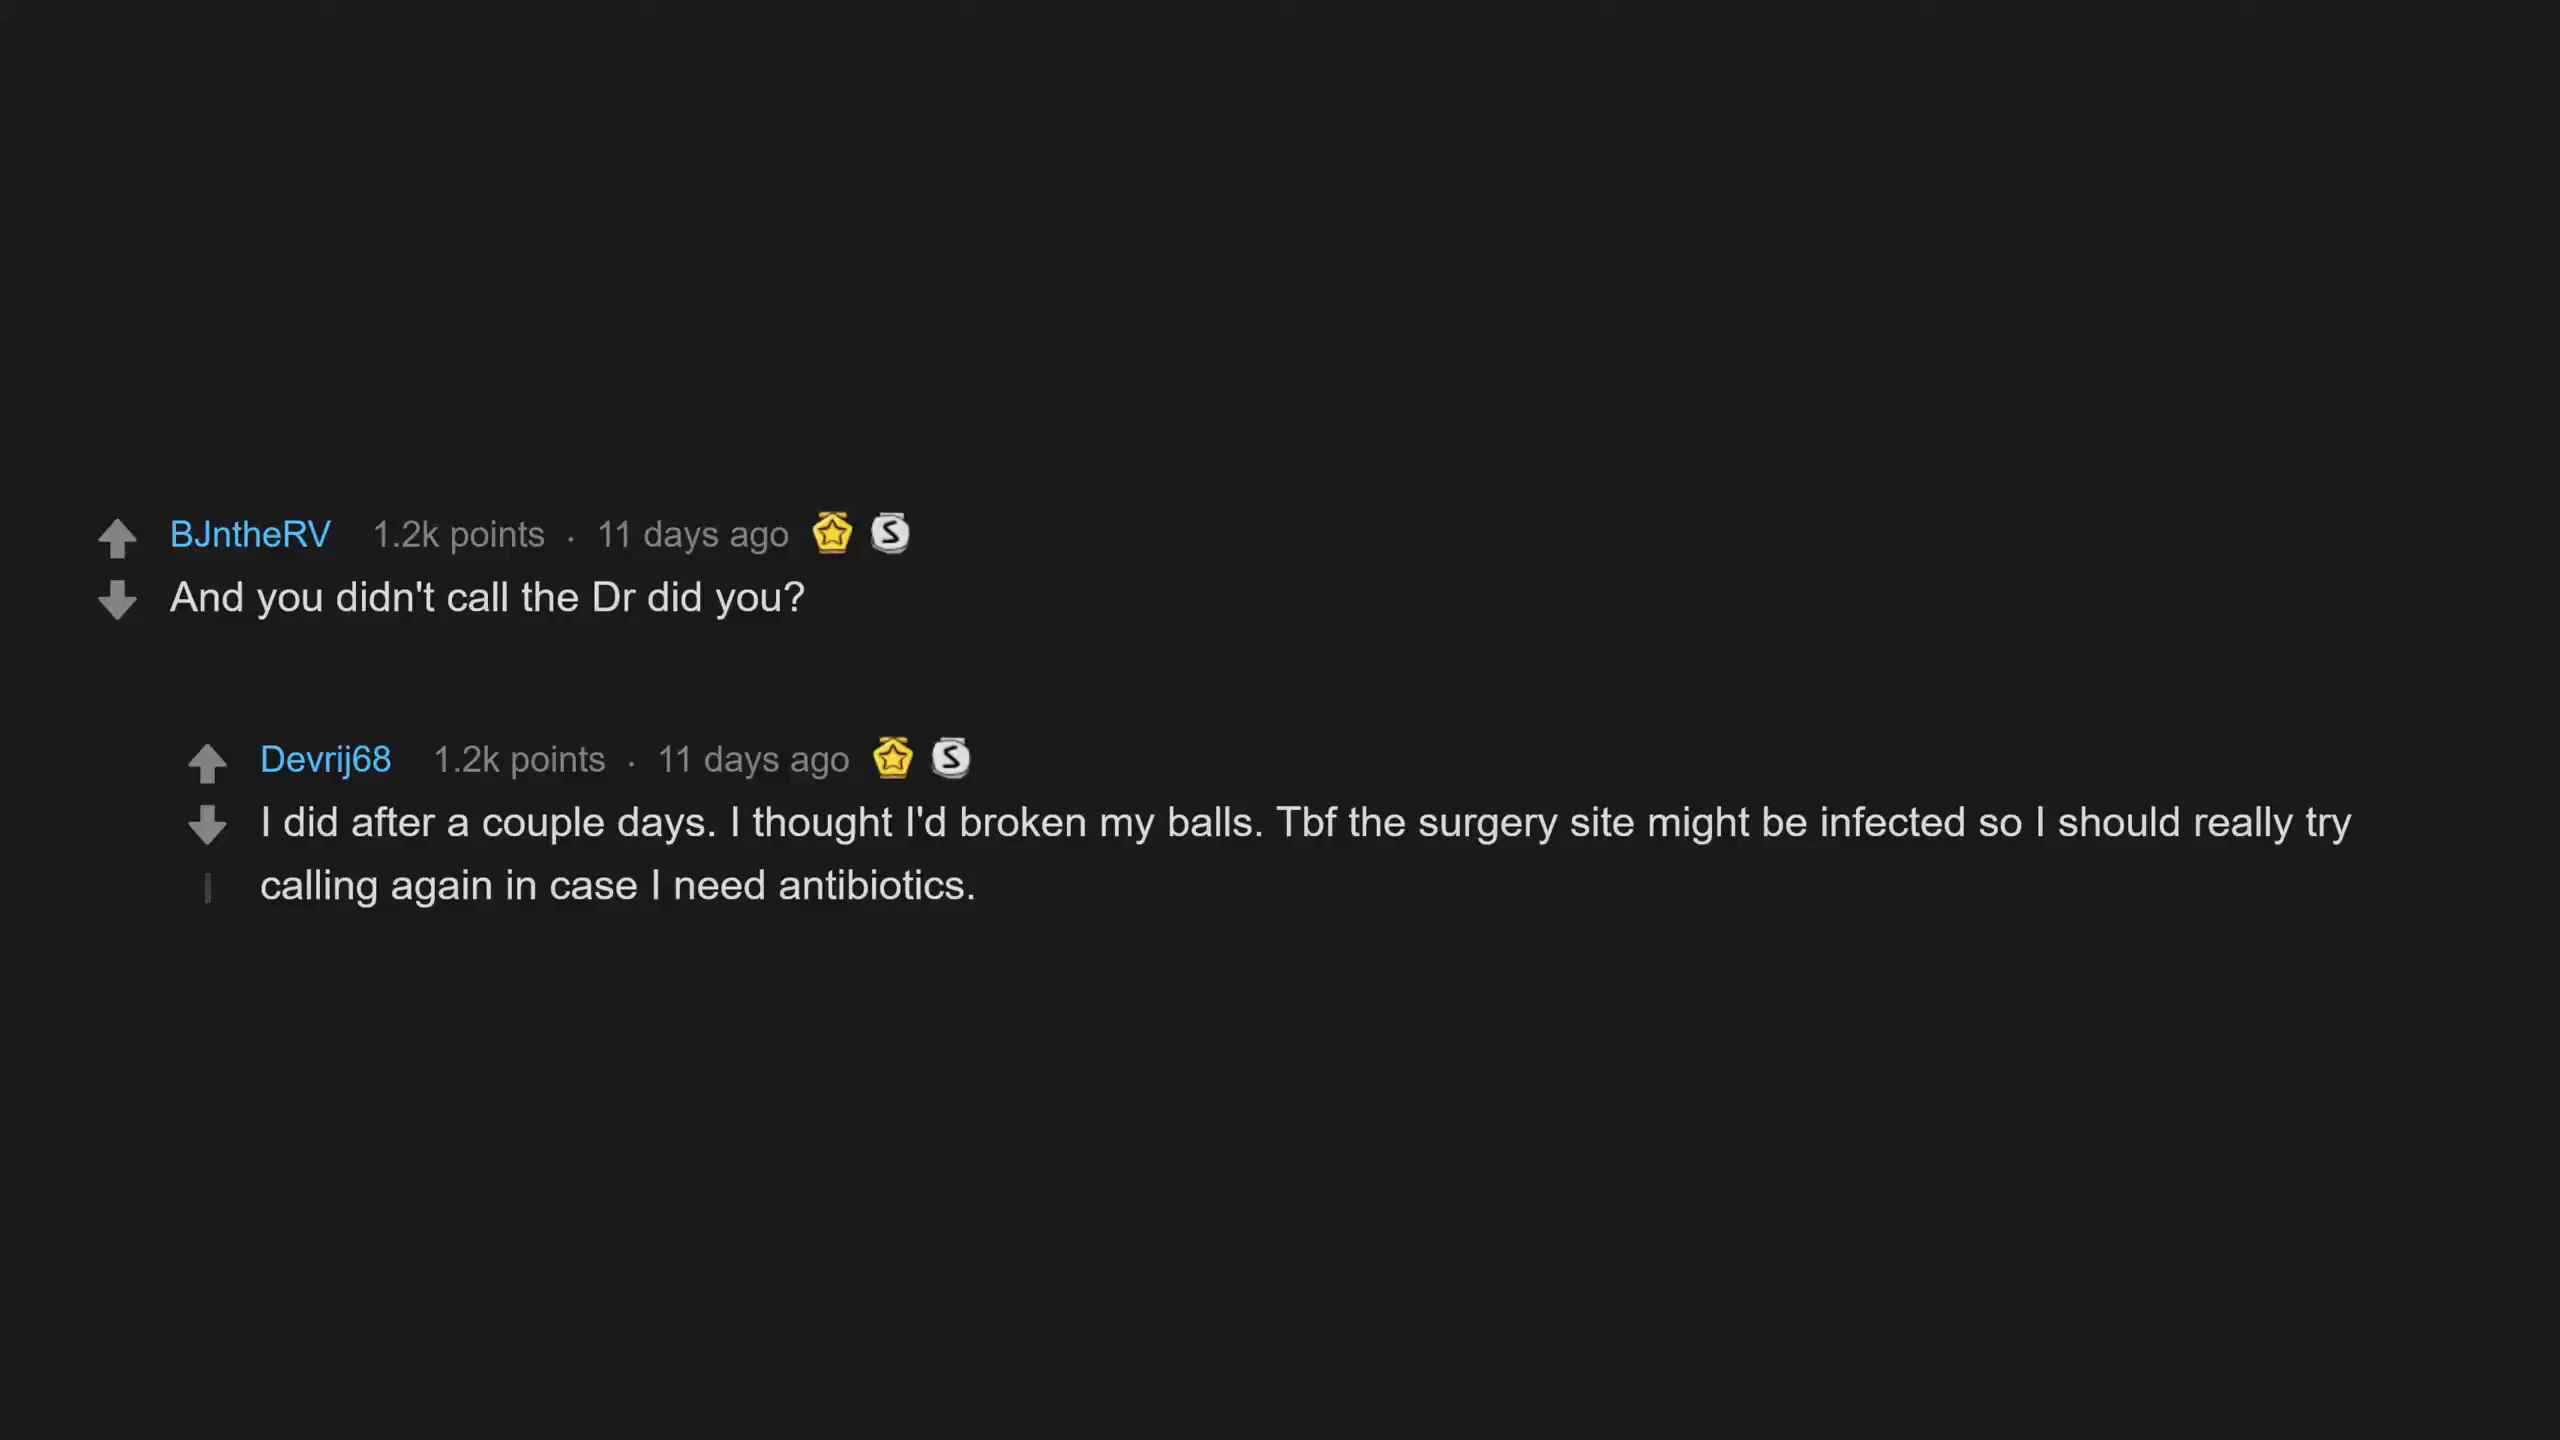 BJntheRV 1.2k points · 11 days ago S
And you didn't call the Dr did you?
Devrij68 1.2k points · 11 days ago S
I did after a couple days. I thought I'd broken my balls. Tbf the surgery site might be infected so I should really try
calling again in case I need antibiotics.